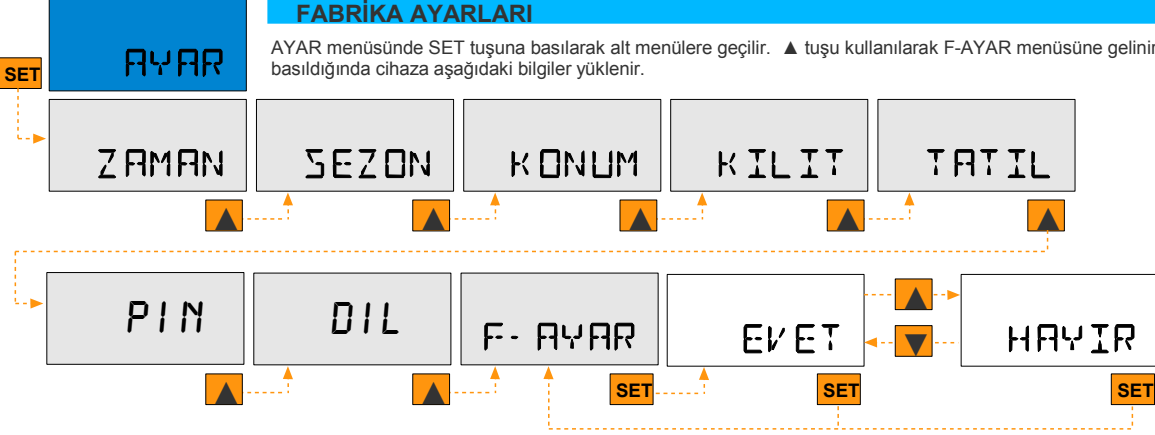 FABRİKA AYARLARI
AYAR menüsünde SET tuşuna basılarak alt menülere geçilir. ▲ tuşu kullanılarak F-AYAR menüsüne gelinir
basıldığında cihaza aşağıdaki bilgiler yüklenir.
AYAR
SET
ZAMAN SEZON KONUM KILIT TATIL
▲ ▲ ▲ ▲ ▲
PIN DIL F-AYAR EVET ▲ ▼ HAYIR
▲ ▲ SET SET SET